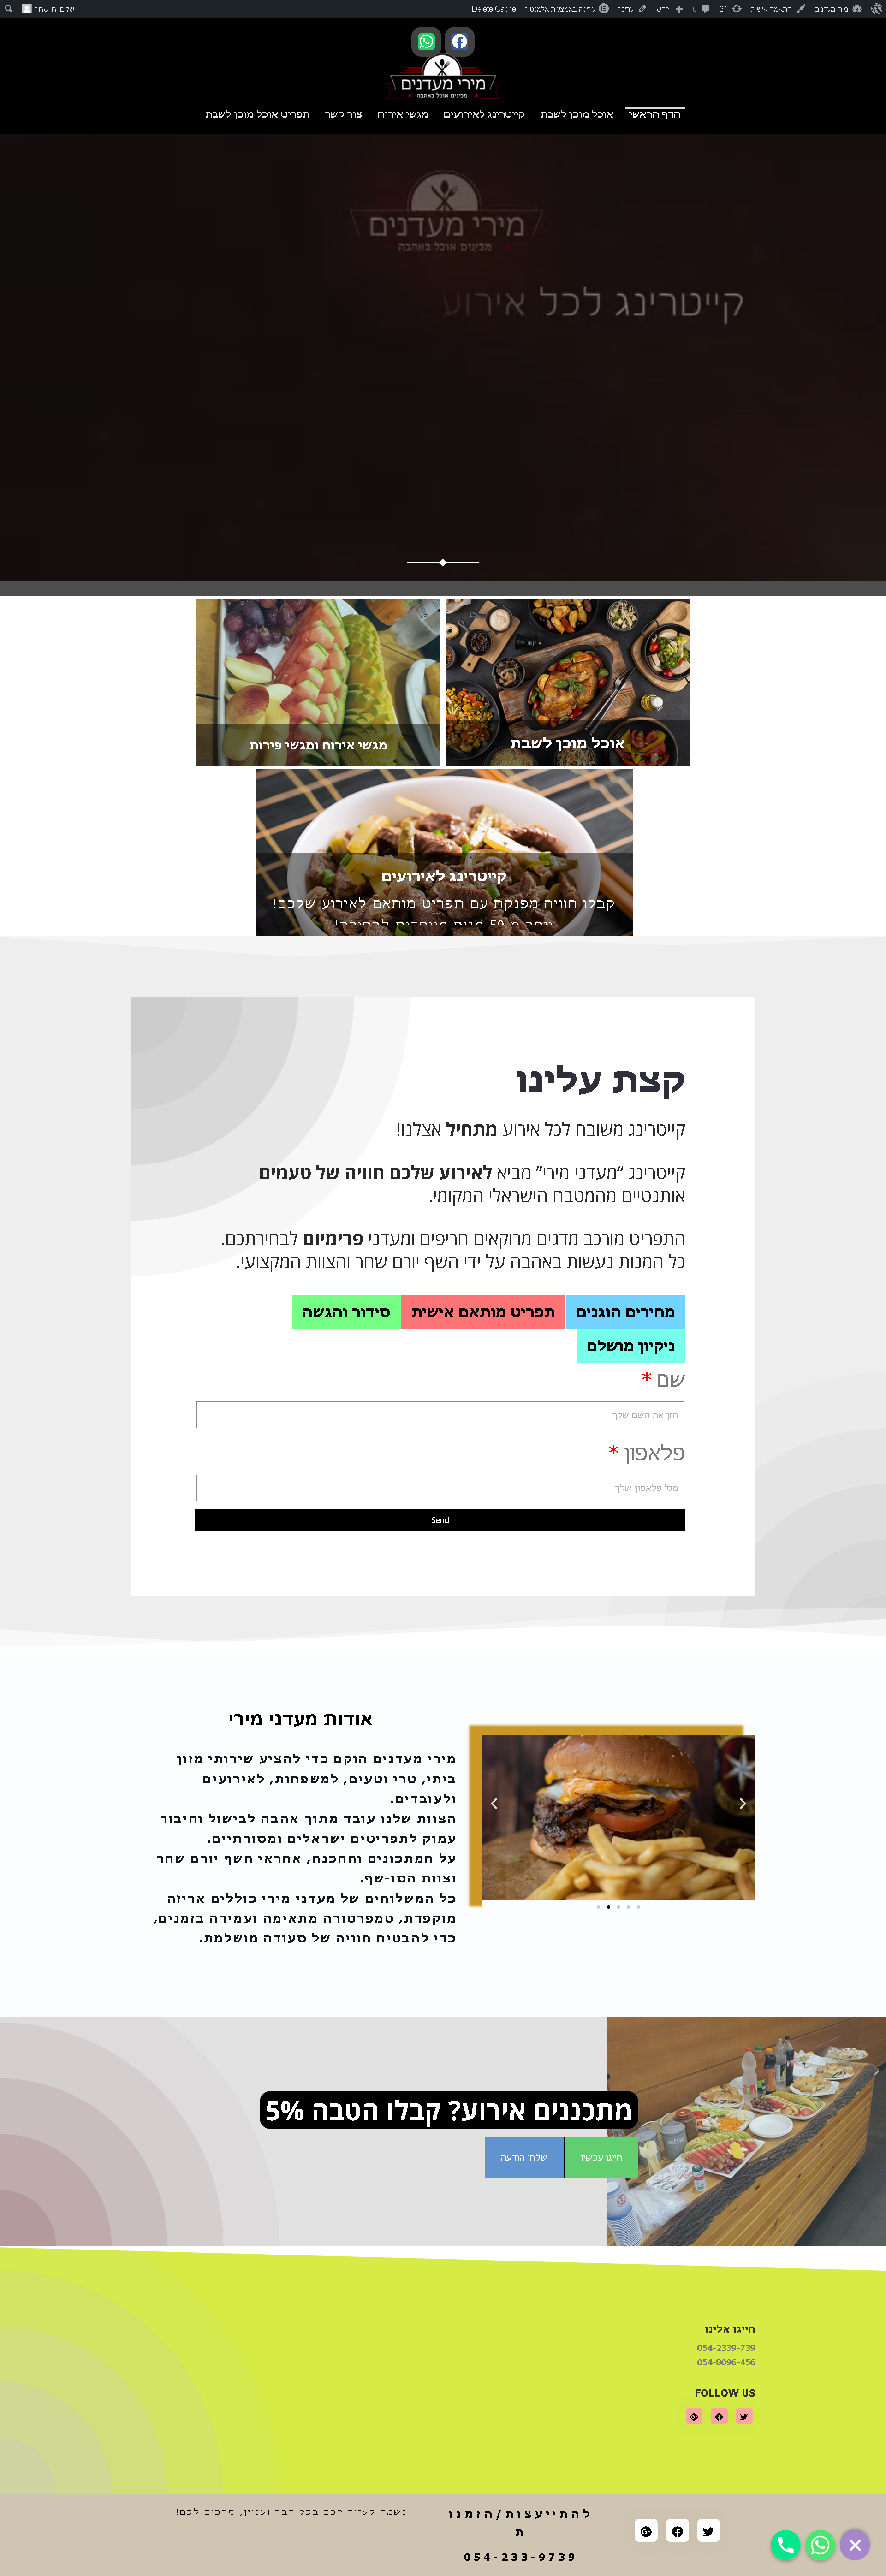 מירי מעדנים
התאמה אישית
21
0
חדש
עריכה
עריכה באמצעות אלמנטור
Delete Cache
שלום, חן שחר
מירי מעדנים
מכינים אוכל באהבה
הדף הראשי
אוכל מוכן לשבת
קייטרינג לאירועים
מגשי אירוח
צור קשר
תפריט אוכל מוכן לשבת
מירי מעדנים
מכינים אוכל באהבה
קייטרינג לכל אירוע
אוכל מוכן לשבת
מגשי אירוח ומגשי פירות
קייטרינג לאירועים
קבלו חוויה מפנקת עם תפריט מותאם לאירוע שלכם!
קצת עלינו
קייטרינג משובח לכל אירוע מתחיל אצלנו!
קייטרינג “מעדני מירי” מביא לאירוע שלכם חוויה של טעמים
אותנטיים מהמטבח הישראלי המקומי.
התפריט מורכב מדגים מרוקאים חריפים ומעדני פרימיום לבחירתכם.
כל המנות נעשות באהבה על ידי השף יורם שחר והצוות המקצועי.
מחירים הוגנים
תפריט מותאם אישית
סידור והגשה
ניקיון מושלם
שם *
הזן את השם שלך
פלאפון *
מס' פלאפון שלך
Send
אודות מעדני מירי
מירי מעדנים הוקם כדי להציע שירותי מזון
ביתי, טרי וטעים, למשפחות, לאירועים
ולעובדים.
הצוות שלנו עובד מתוך אהבה לבישול וחיבור
עמוק לתפריטים ישראלים ומסורתיים.
על המתכונים וההכנה, אחראי השף יורם שחר
וצוות הסו-שף.
כל המשלוחים של מעדני מירי כוללים אריזה
מוקפדת, טמפרטורה מתאימה ועמידה בזמנים,
כדי להבטיח חוויה של סעודה מושלמת.
מתכננים אירוע? קבלו הטבה 5%
חייגו עכשיו
שלחו הודעה
חייגו אלינו
054-2339-739
054-8096-456
FOLLOW US
להתייעצות/הזמנו
ת
054-233-9739
נשמח לעזור לכם בכל דבר ועניין, מחכים לכם!